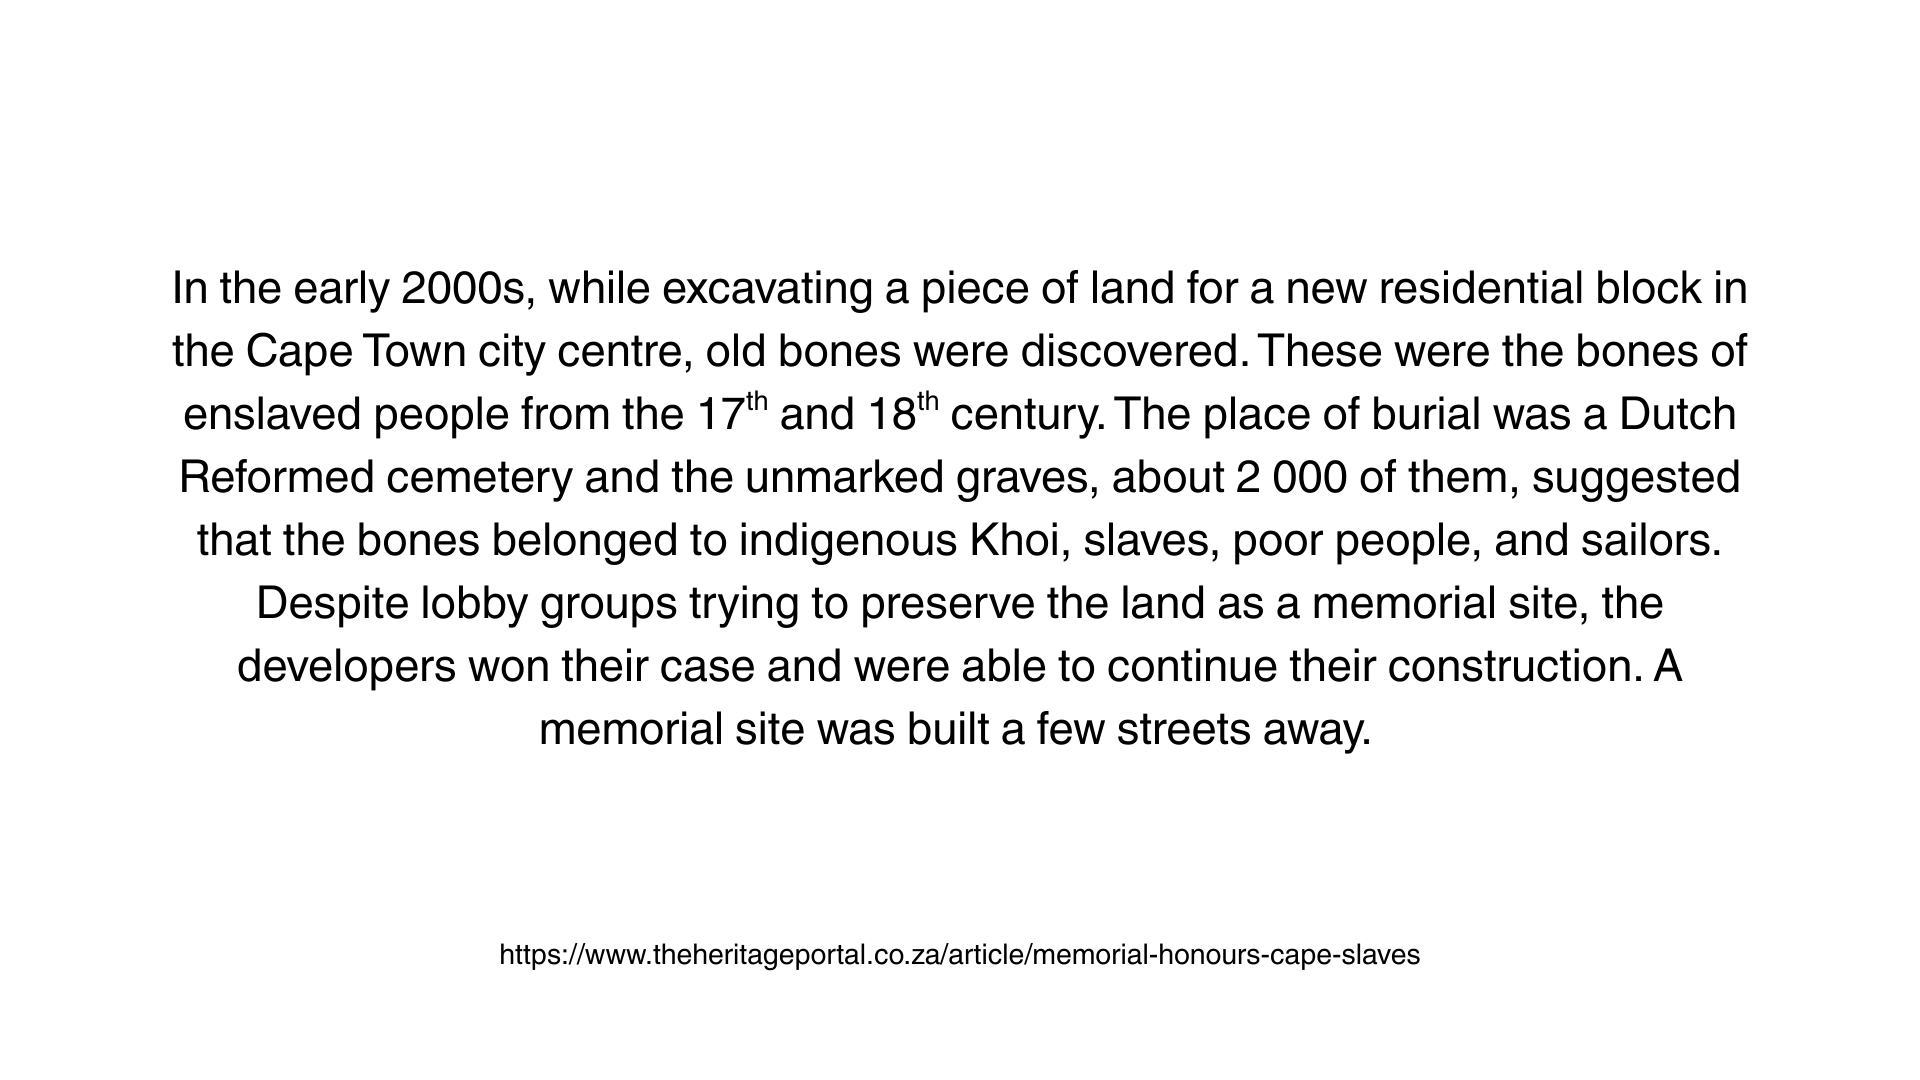 In the early 2000s, while excavating a piece of land for a new residential block in
the Cape Town city centre, old bones were discovered. These were the bones of
enslaved people from the 17th and 18th century. The place of burial was a Dutch
Reformed cemetery and the unmarked graves, about 2 000 of them, suggested
that the bones belonged to indigenous Khoi, slaves, poor people, and sailors.
Despite lobby groups trying to preserve the land as a memorial site, the
developers won their case and were able to continue their construction. A
memorial site was built a few streets away.
https://www.theheritageportal.co.za/article/memorial-honours-cape-slaves